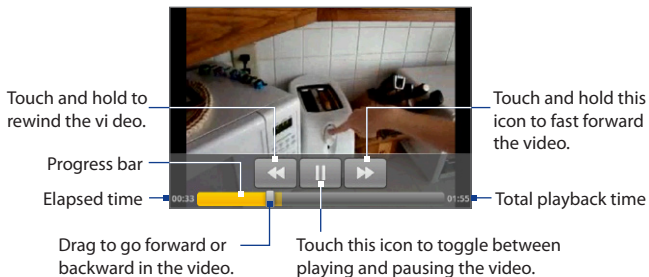 Touch and hold to
rewind the vi deo.
Touch and hold this
icon to fast forward
the video.
Progress bar
Elapsed time
00:33
01:55
Total playback time
Drag to go forward or
backward in the video.
Touch this icon to toggle between
playing and pausing the video.